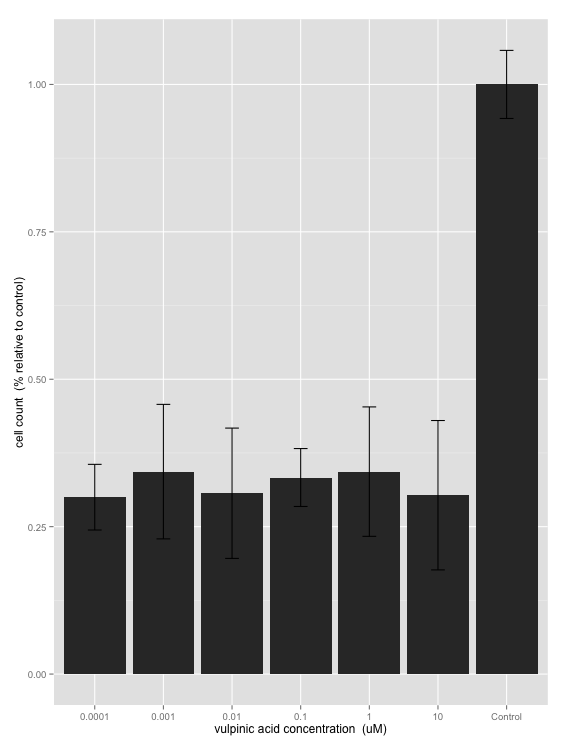 1.00
0.75
0.50
0.25
0.00
cell count (% relative to control)
0.0001 0.001 0.01 0.1 1 10 Control
vulpinic acid concentration (uM)